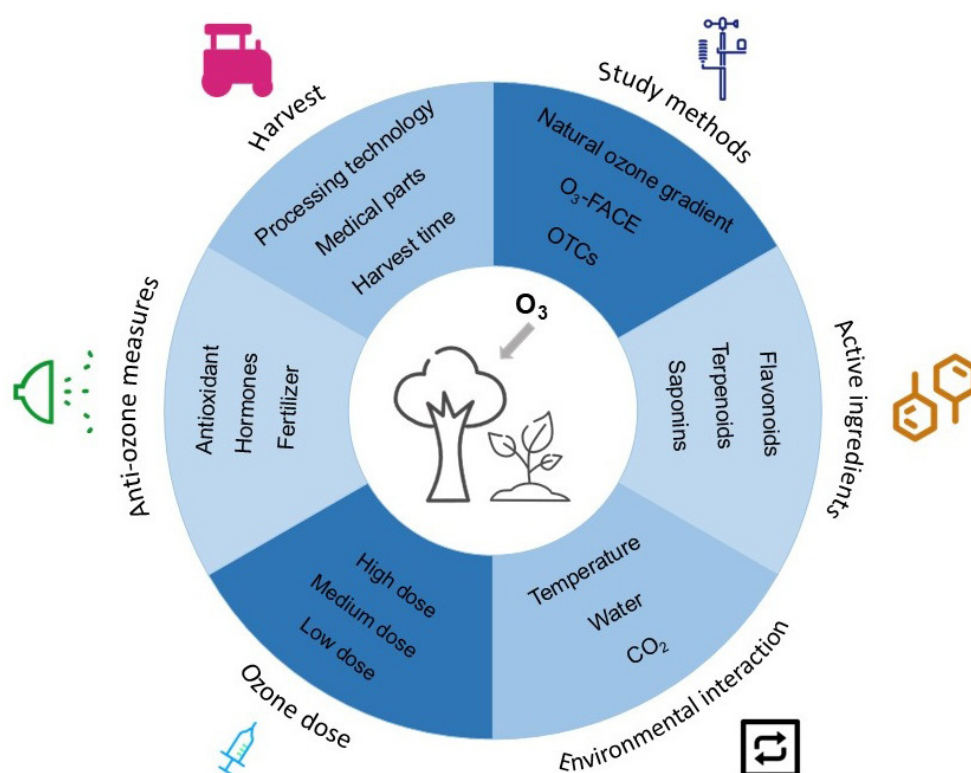 Harvest
Processing technology
Medical parts
Harvest time
Study methods
Natural ozone gradient
O₃-FACE
OTCs
Active ingredients
Flavonoids
Terpenoids
Saponins
Environmental interaction
Temperature
Water
CO₂
Ozone dose
High dose
Medium dose
Low dose
Anti-ozone measures
Antioxidant
Hormones
Fertilizer
O₃